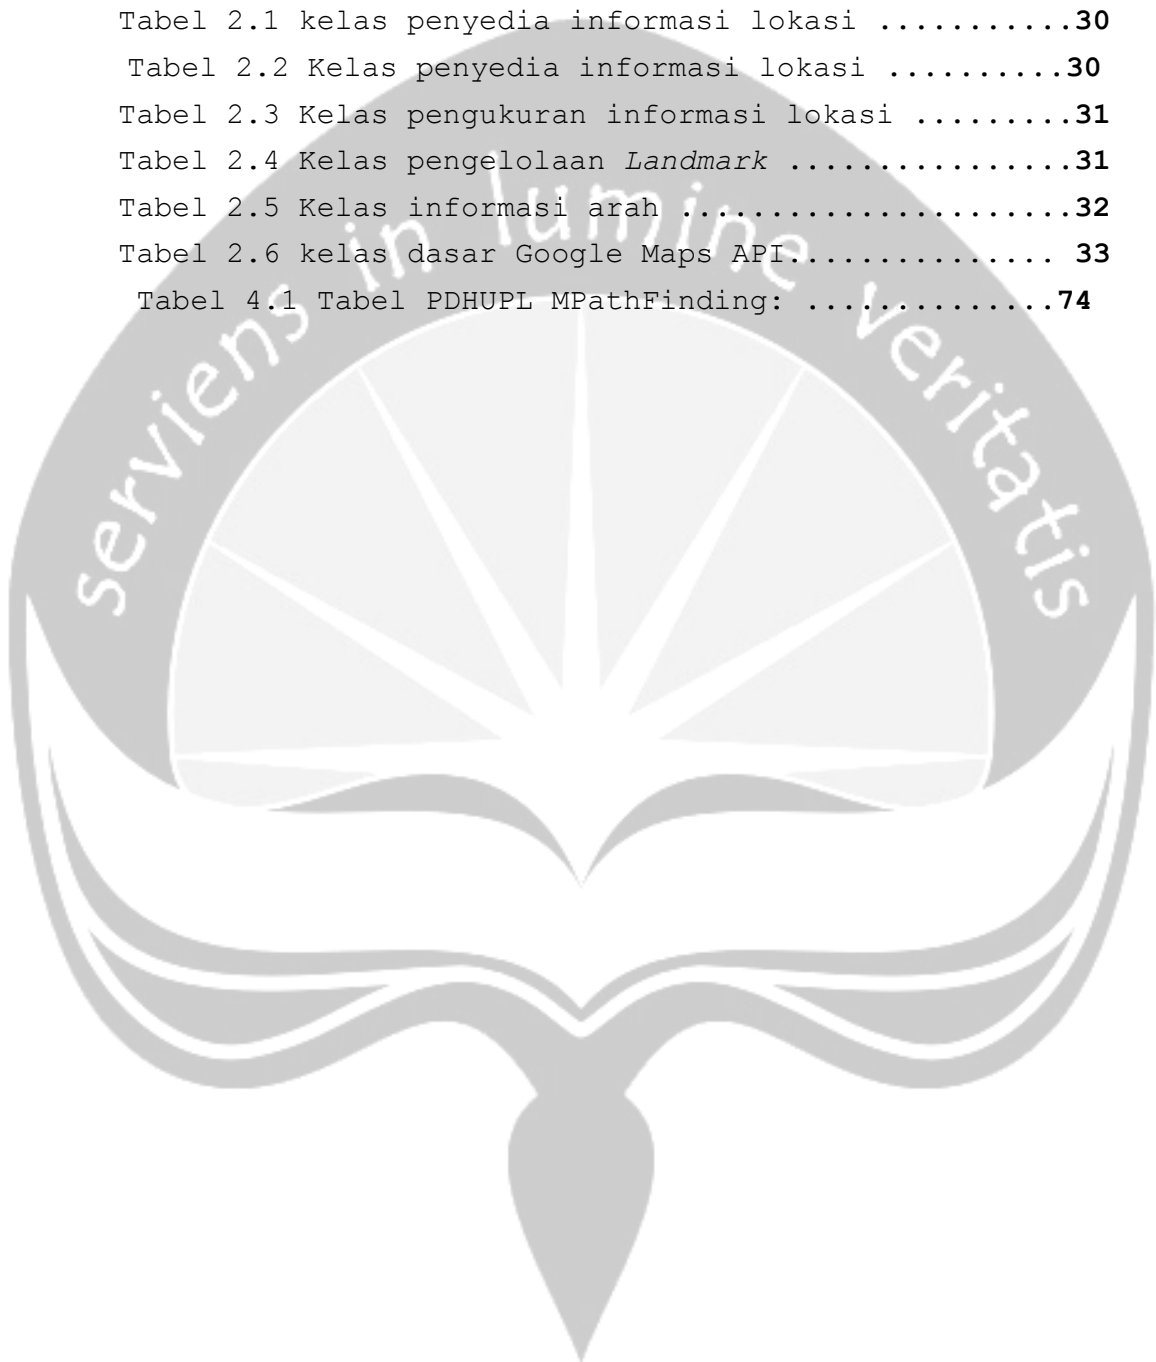 Tabel 2.1 kelas penyedia informasi lokasi ...........30
Tabel 2.2 Kelas penyedia informasi lokasi ..........30
Tabel 2.3 Kelas pengukuran informasi lokasi .........31
Tabel 2.4 Kelas pengelolaan Landmark ................31
Tabel 2.5 Kelas informasi arah ......................32
Tabel 2.6 kelas dasar Google Maps API............... 33
Tabel 4.1 Tabel PDHUPL MPathFinding: ..............74
serviens in lumine veritatis